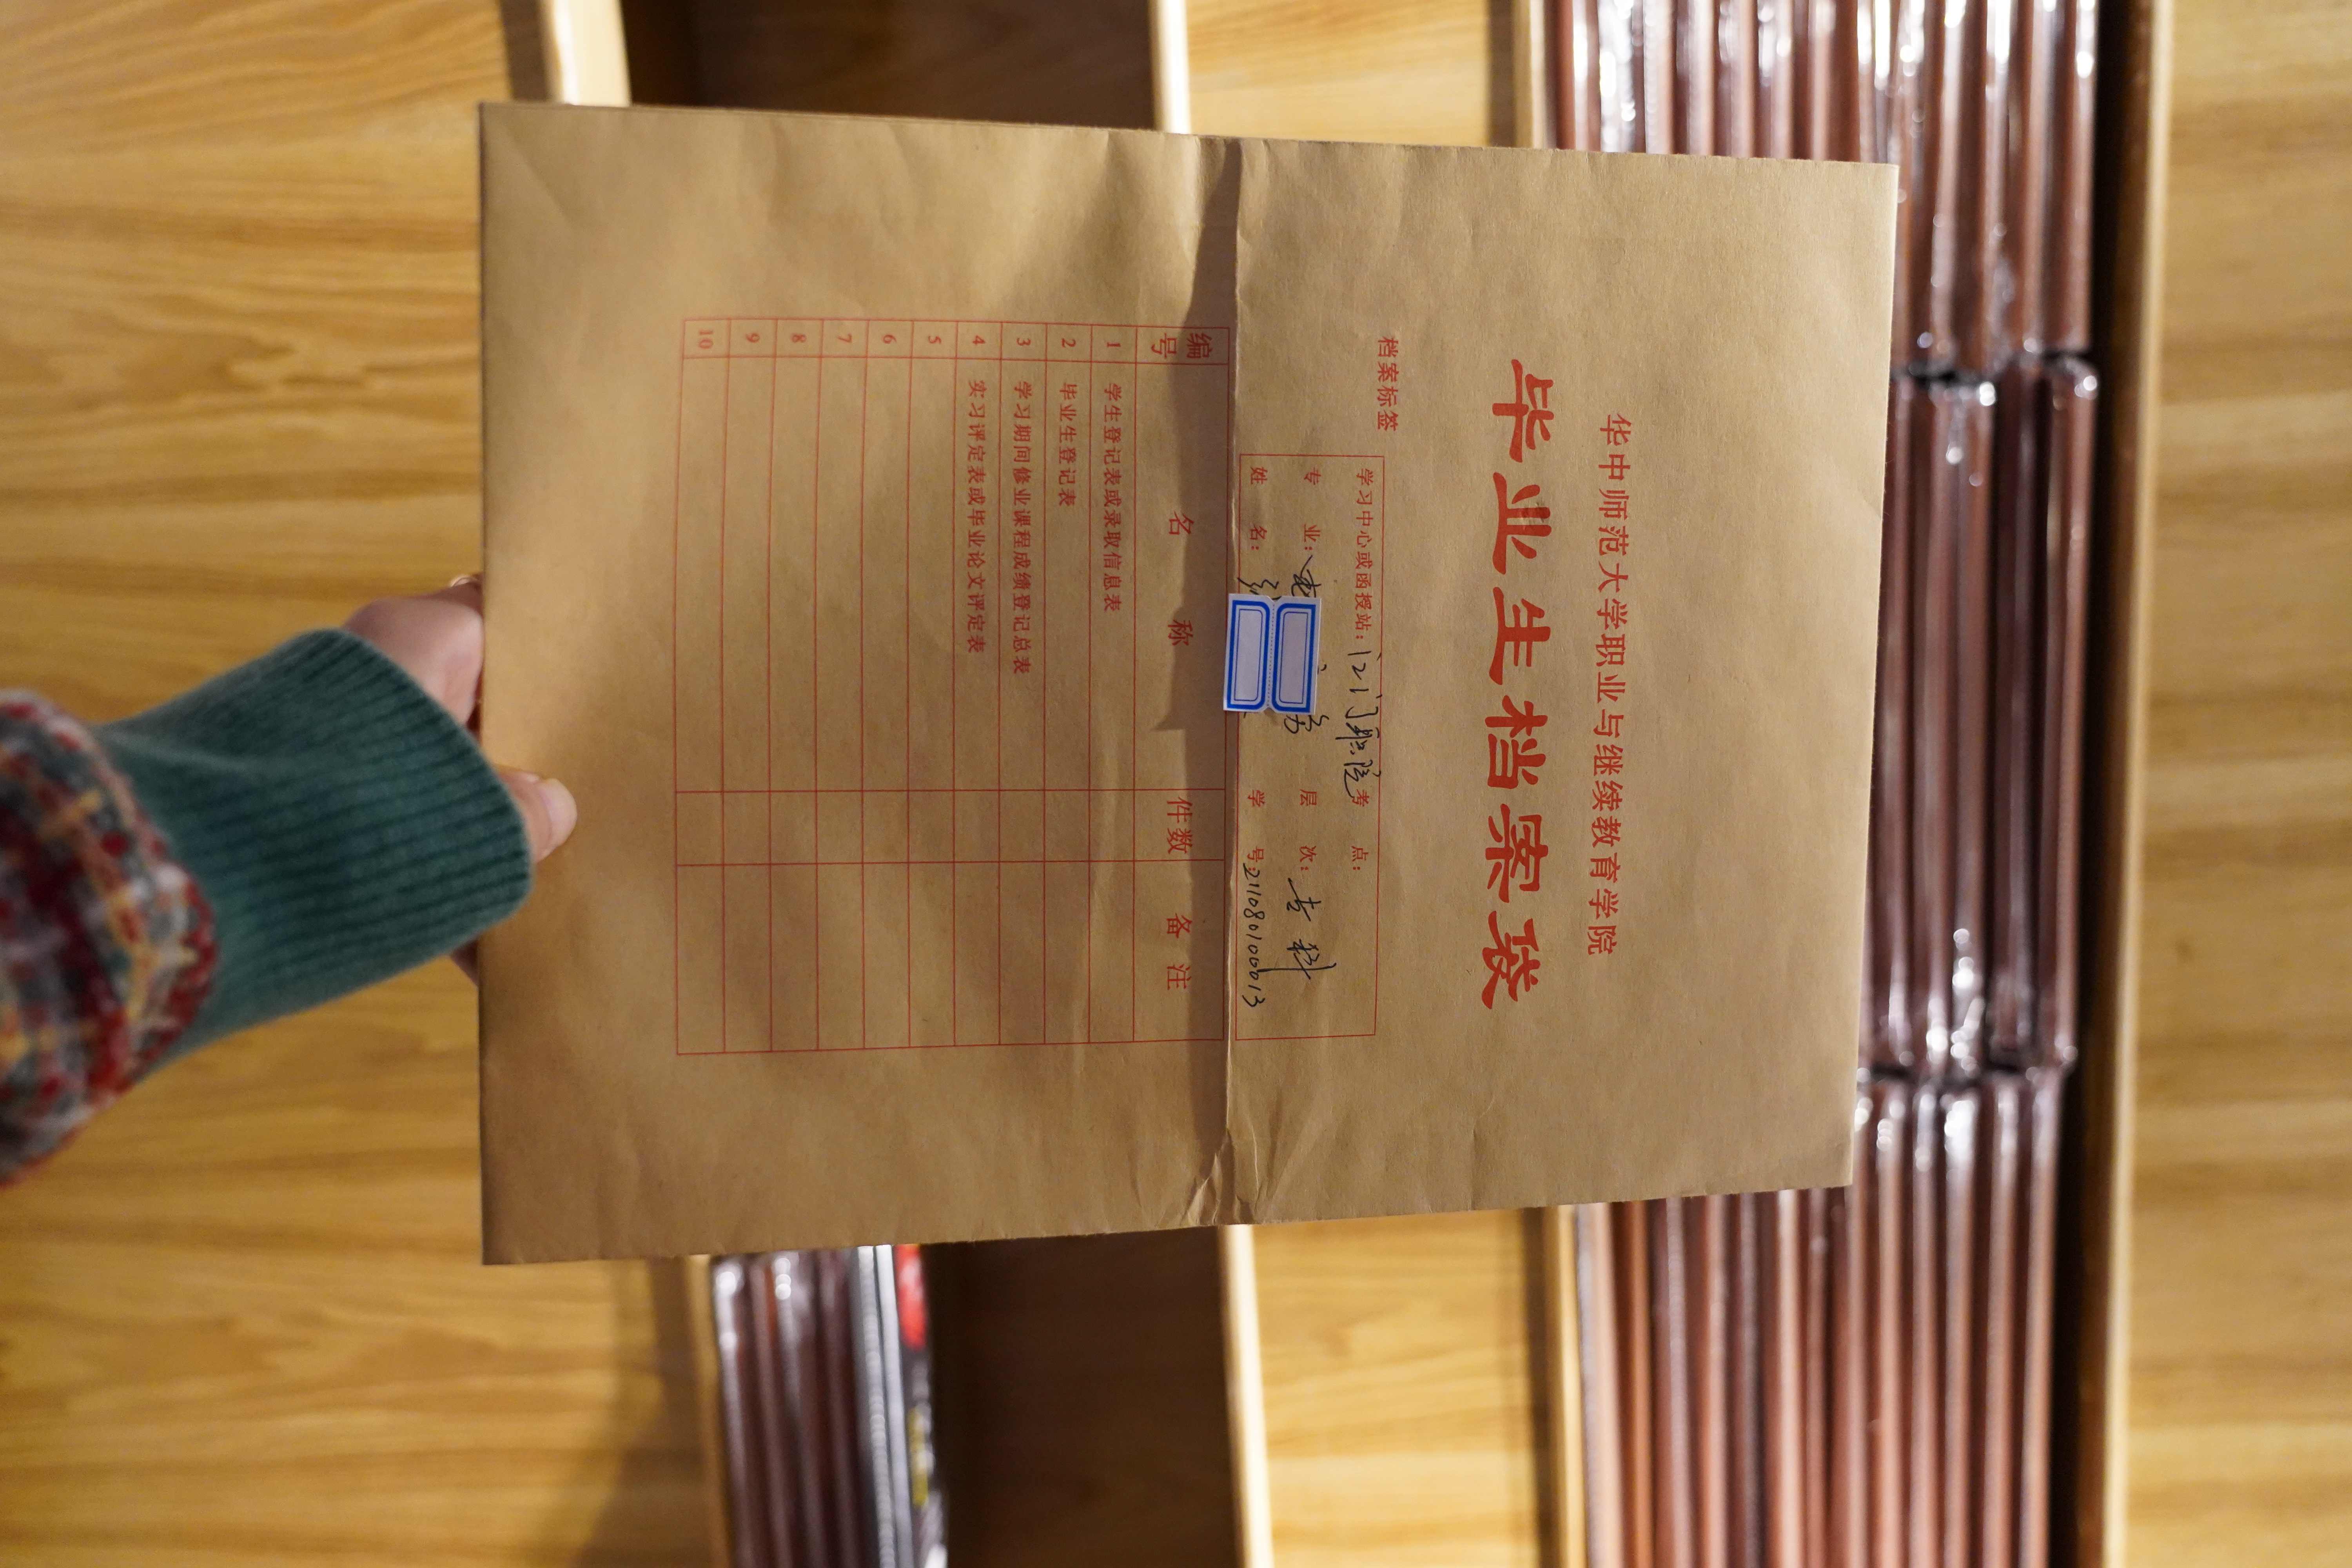 华中师范大学职业与继续教育学院
毕业生档案袋
档案标签
学习中心或函授站：江门职院 考 点：
专 业： 层 次：专科
姓 名： 学 号：
编号 名 称 件数 备 注
1 学生登记表或录取信息表
2 毕业生登记表
3 学习期间修业课程成绩登记总表
4 实习评定表或毕业论文评定表
5
6
7
8
9
10